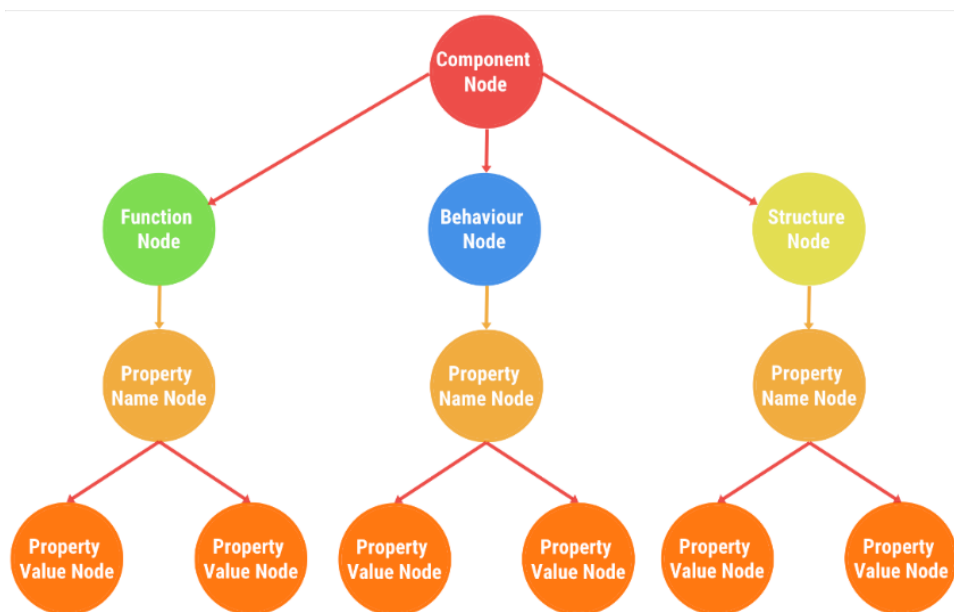 Component
Node
Function
Node
Behaviour
Node
Structure
Node
Property
Name Node
Property
Name Node
Property
Name Node
Property
Value Node
Property
Value Node
Property
Value Node
Property
Value Node
Property
Value Node
Property
Value Node